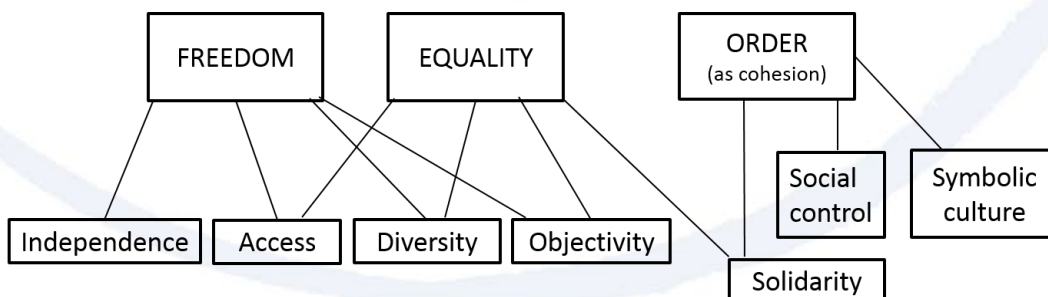 FREEDOM
EQUALITY
ORDER
(as cohesion)
Social
control
Symbolic
culture
Independence
Access
Diversity
Objectivity
Solidarity